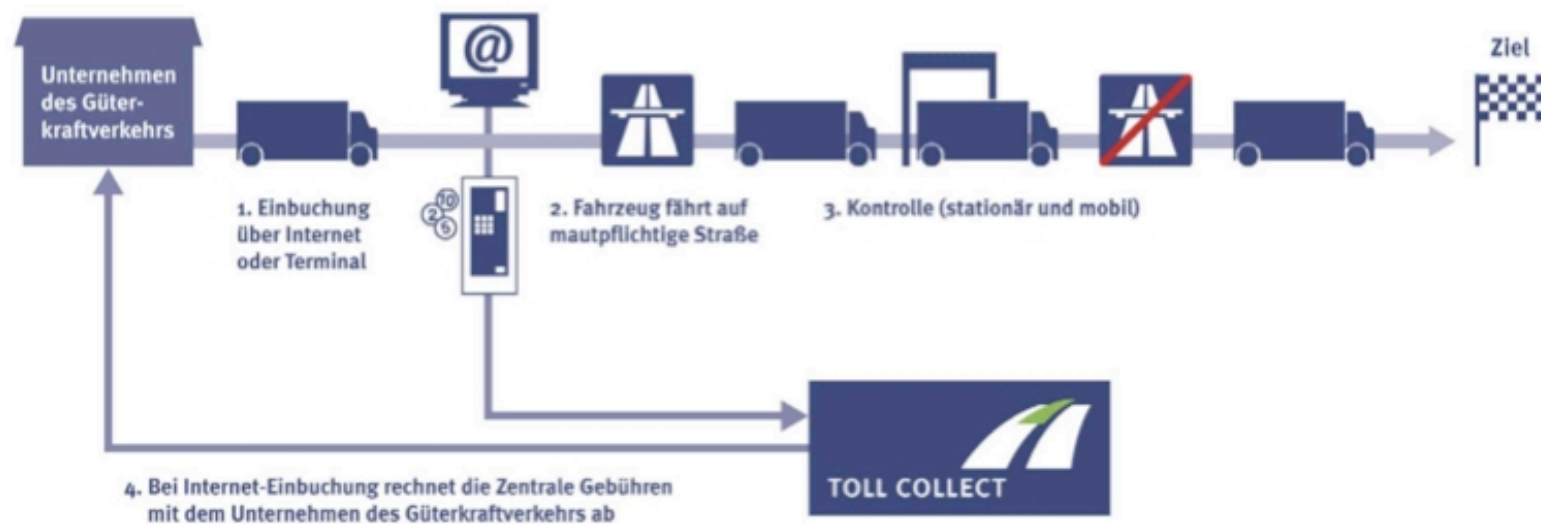 Unternehmen
des Güter-
kraftverkehrs
@
Ziel
1. Einbuchung
über Internet
oder Terminal
10
2
5
2. Fahrzeug fährt auf
mautpflichtige Straße
3. Kontrolle (stationär und mobil)
TOLL COLLECT
4. Bei Internet-Einbuchung rechnet die Zentrale Gebühren
mit dem Unternehmen des Güterkraftverkehrs ab